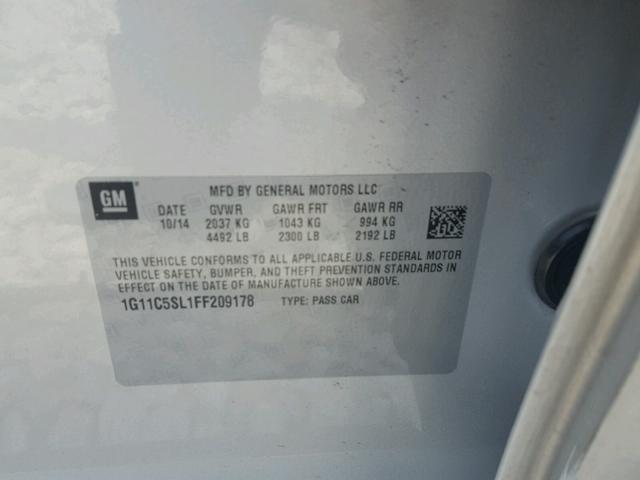 GM
MFD BY GENERAL MOTORS LLC
DATE GVWR GAWR FRT GAWR RR
10/14 2037 KG 1043 KG 994 KG
4492 LB 2300 LB 2192 LB
THIS VEHICLE CONFORMS TO ALL APPLICABLE U.S. FEDERAL MOTOR
VEHICLE SAFETY, BUMPER, AND THEFT PREVENTION STANDARDS IN
EFFECT ON THE DATE OF MANUFACTURE SHOWN ABOVE.
1G11C5SL1FF209178 TYPE: PASS CAR